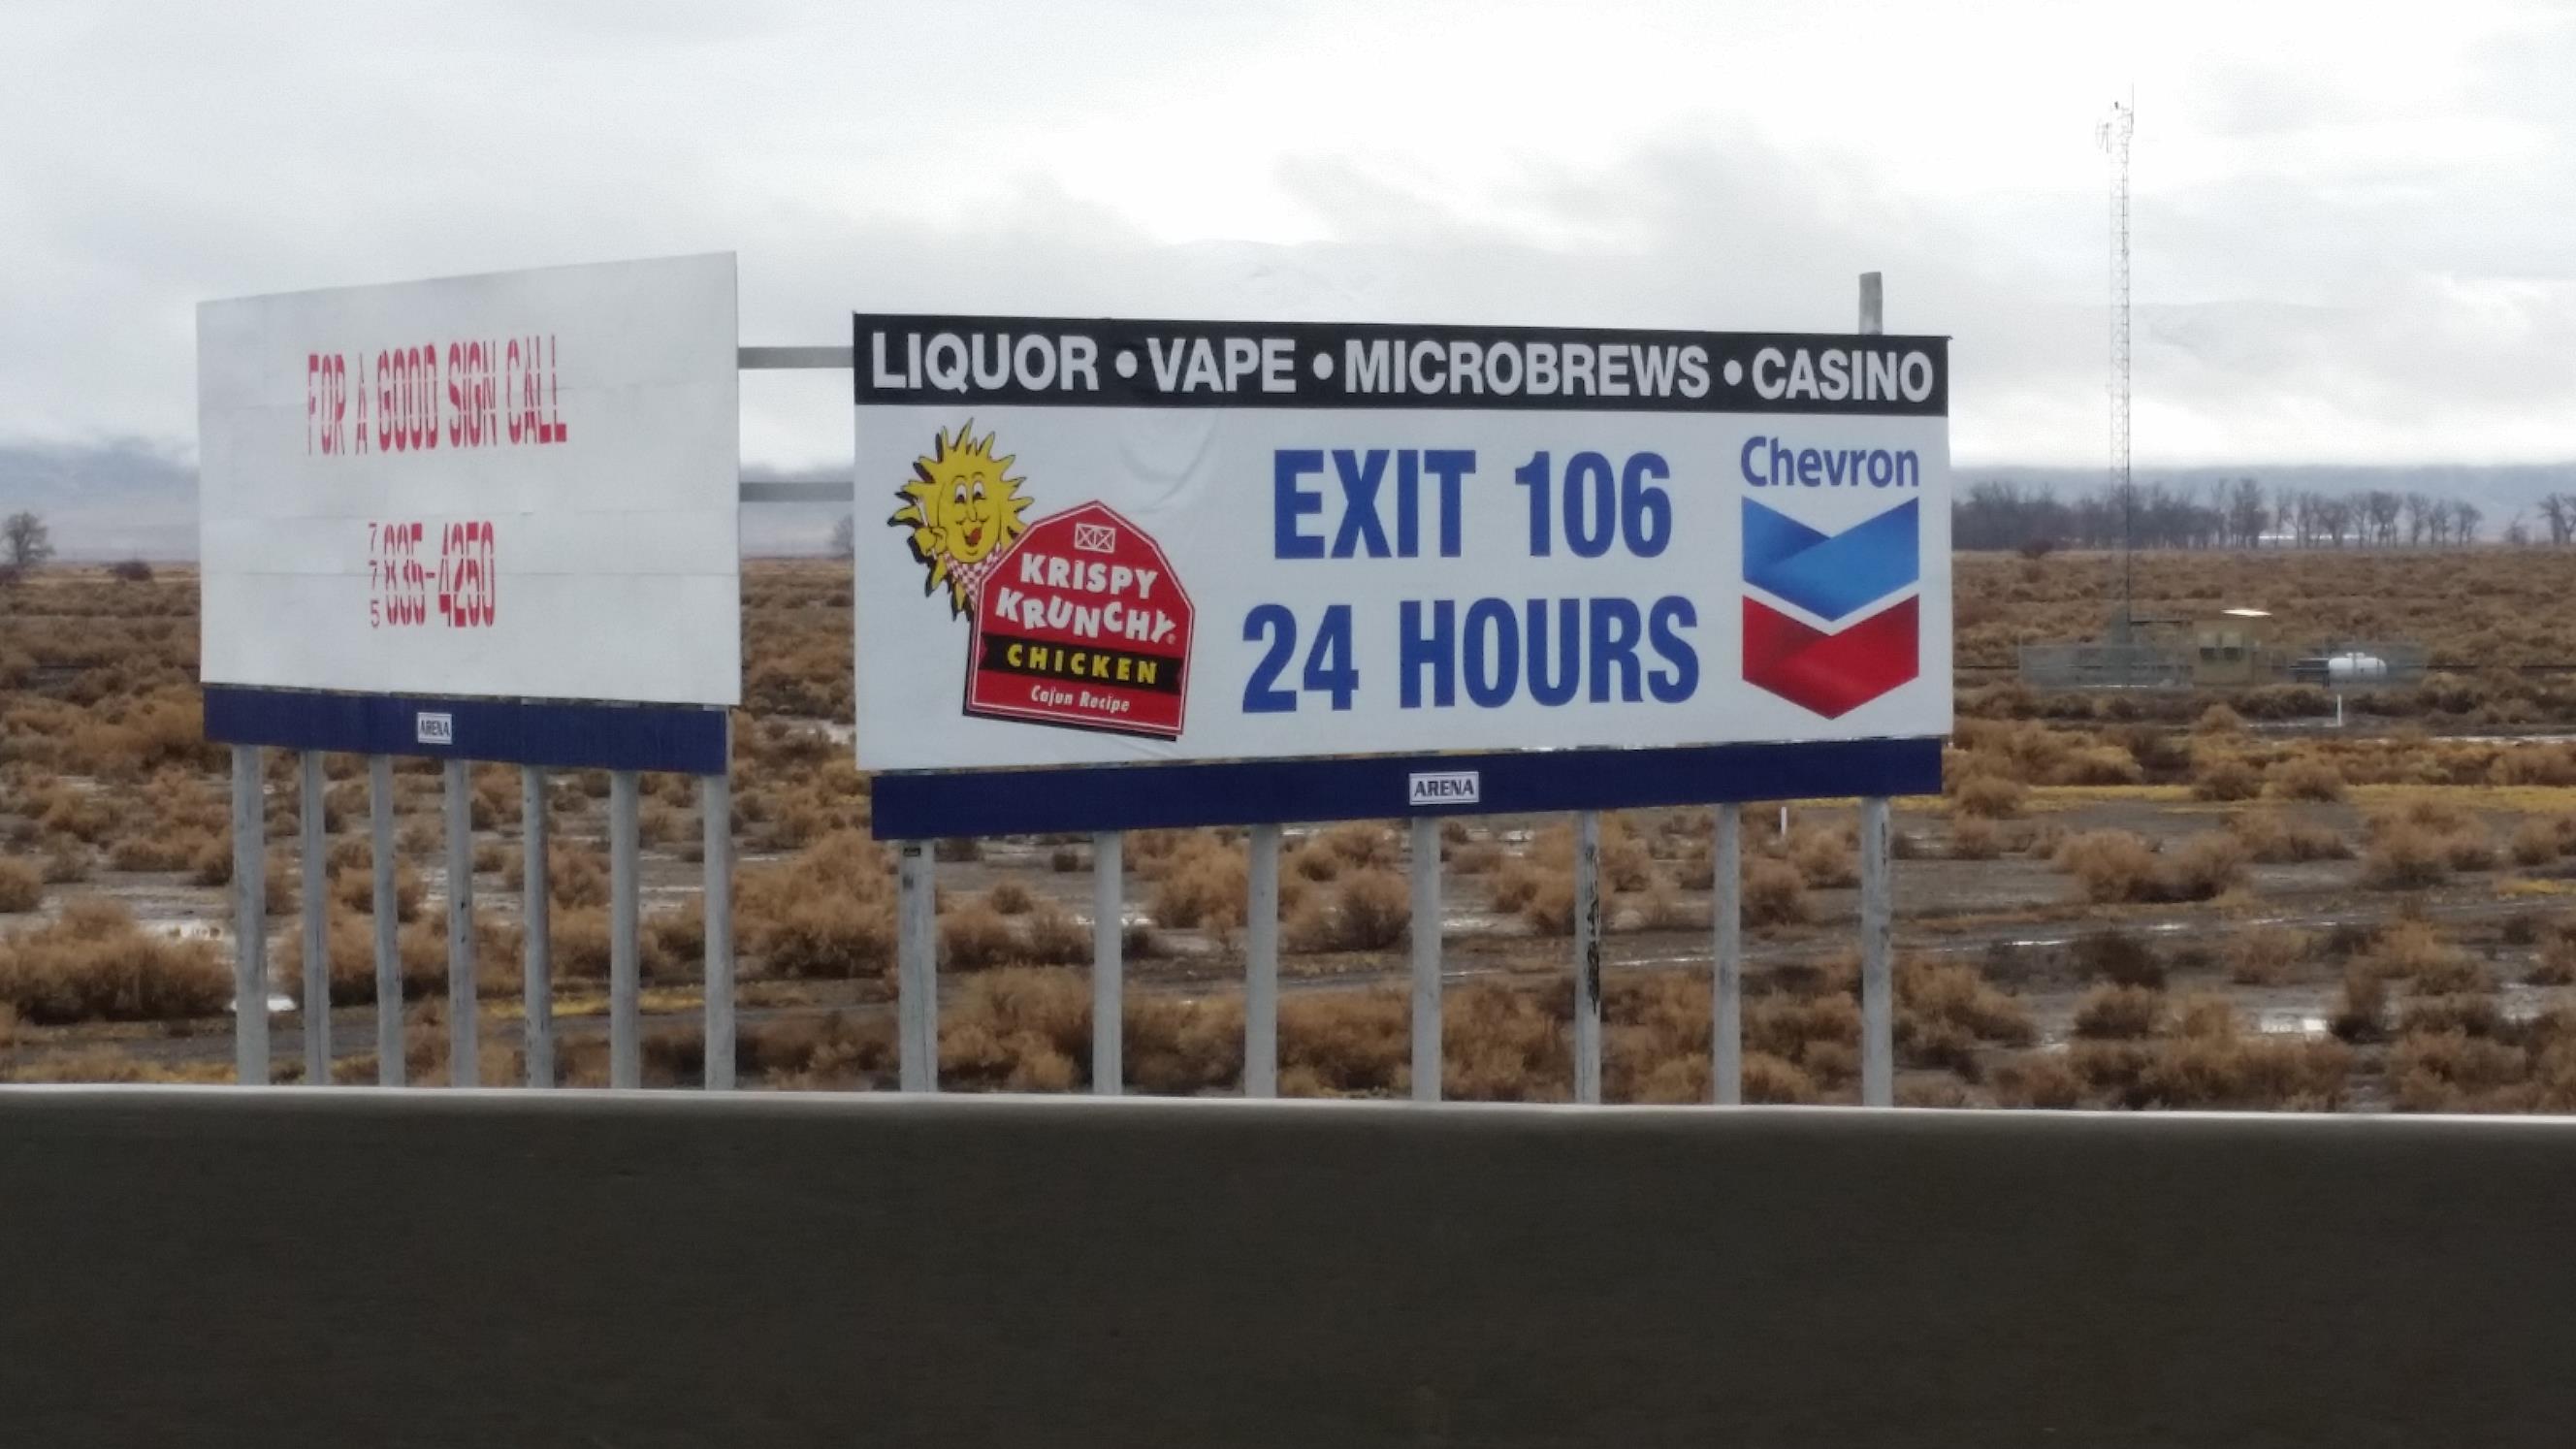 FOR A GOOD SIGN CALL
775
835-4250
ARENA
LIQUOR • VAPE • MICROBREWS • CASINO
KRISPY
KRUNCHY®
CHICKEN
Cajun Recipe
EXIT 106
24 HOURS
Chevron
ARENA